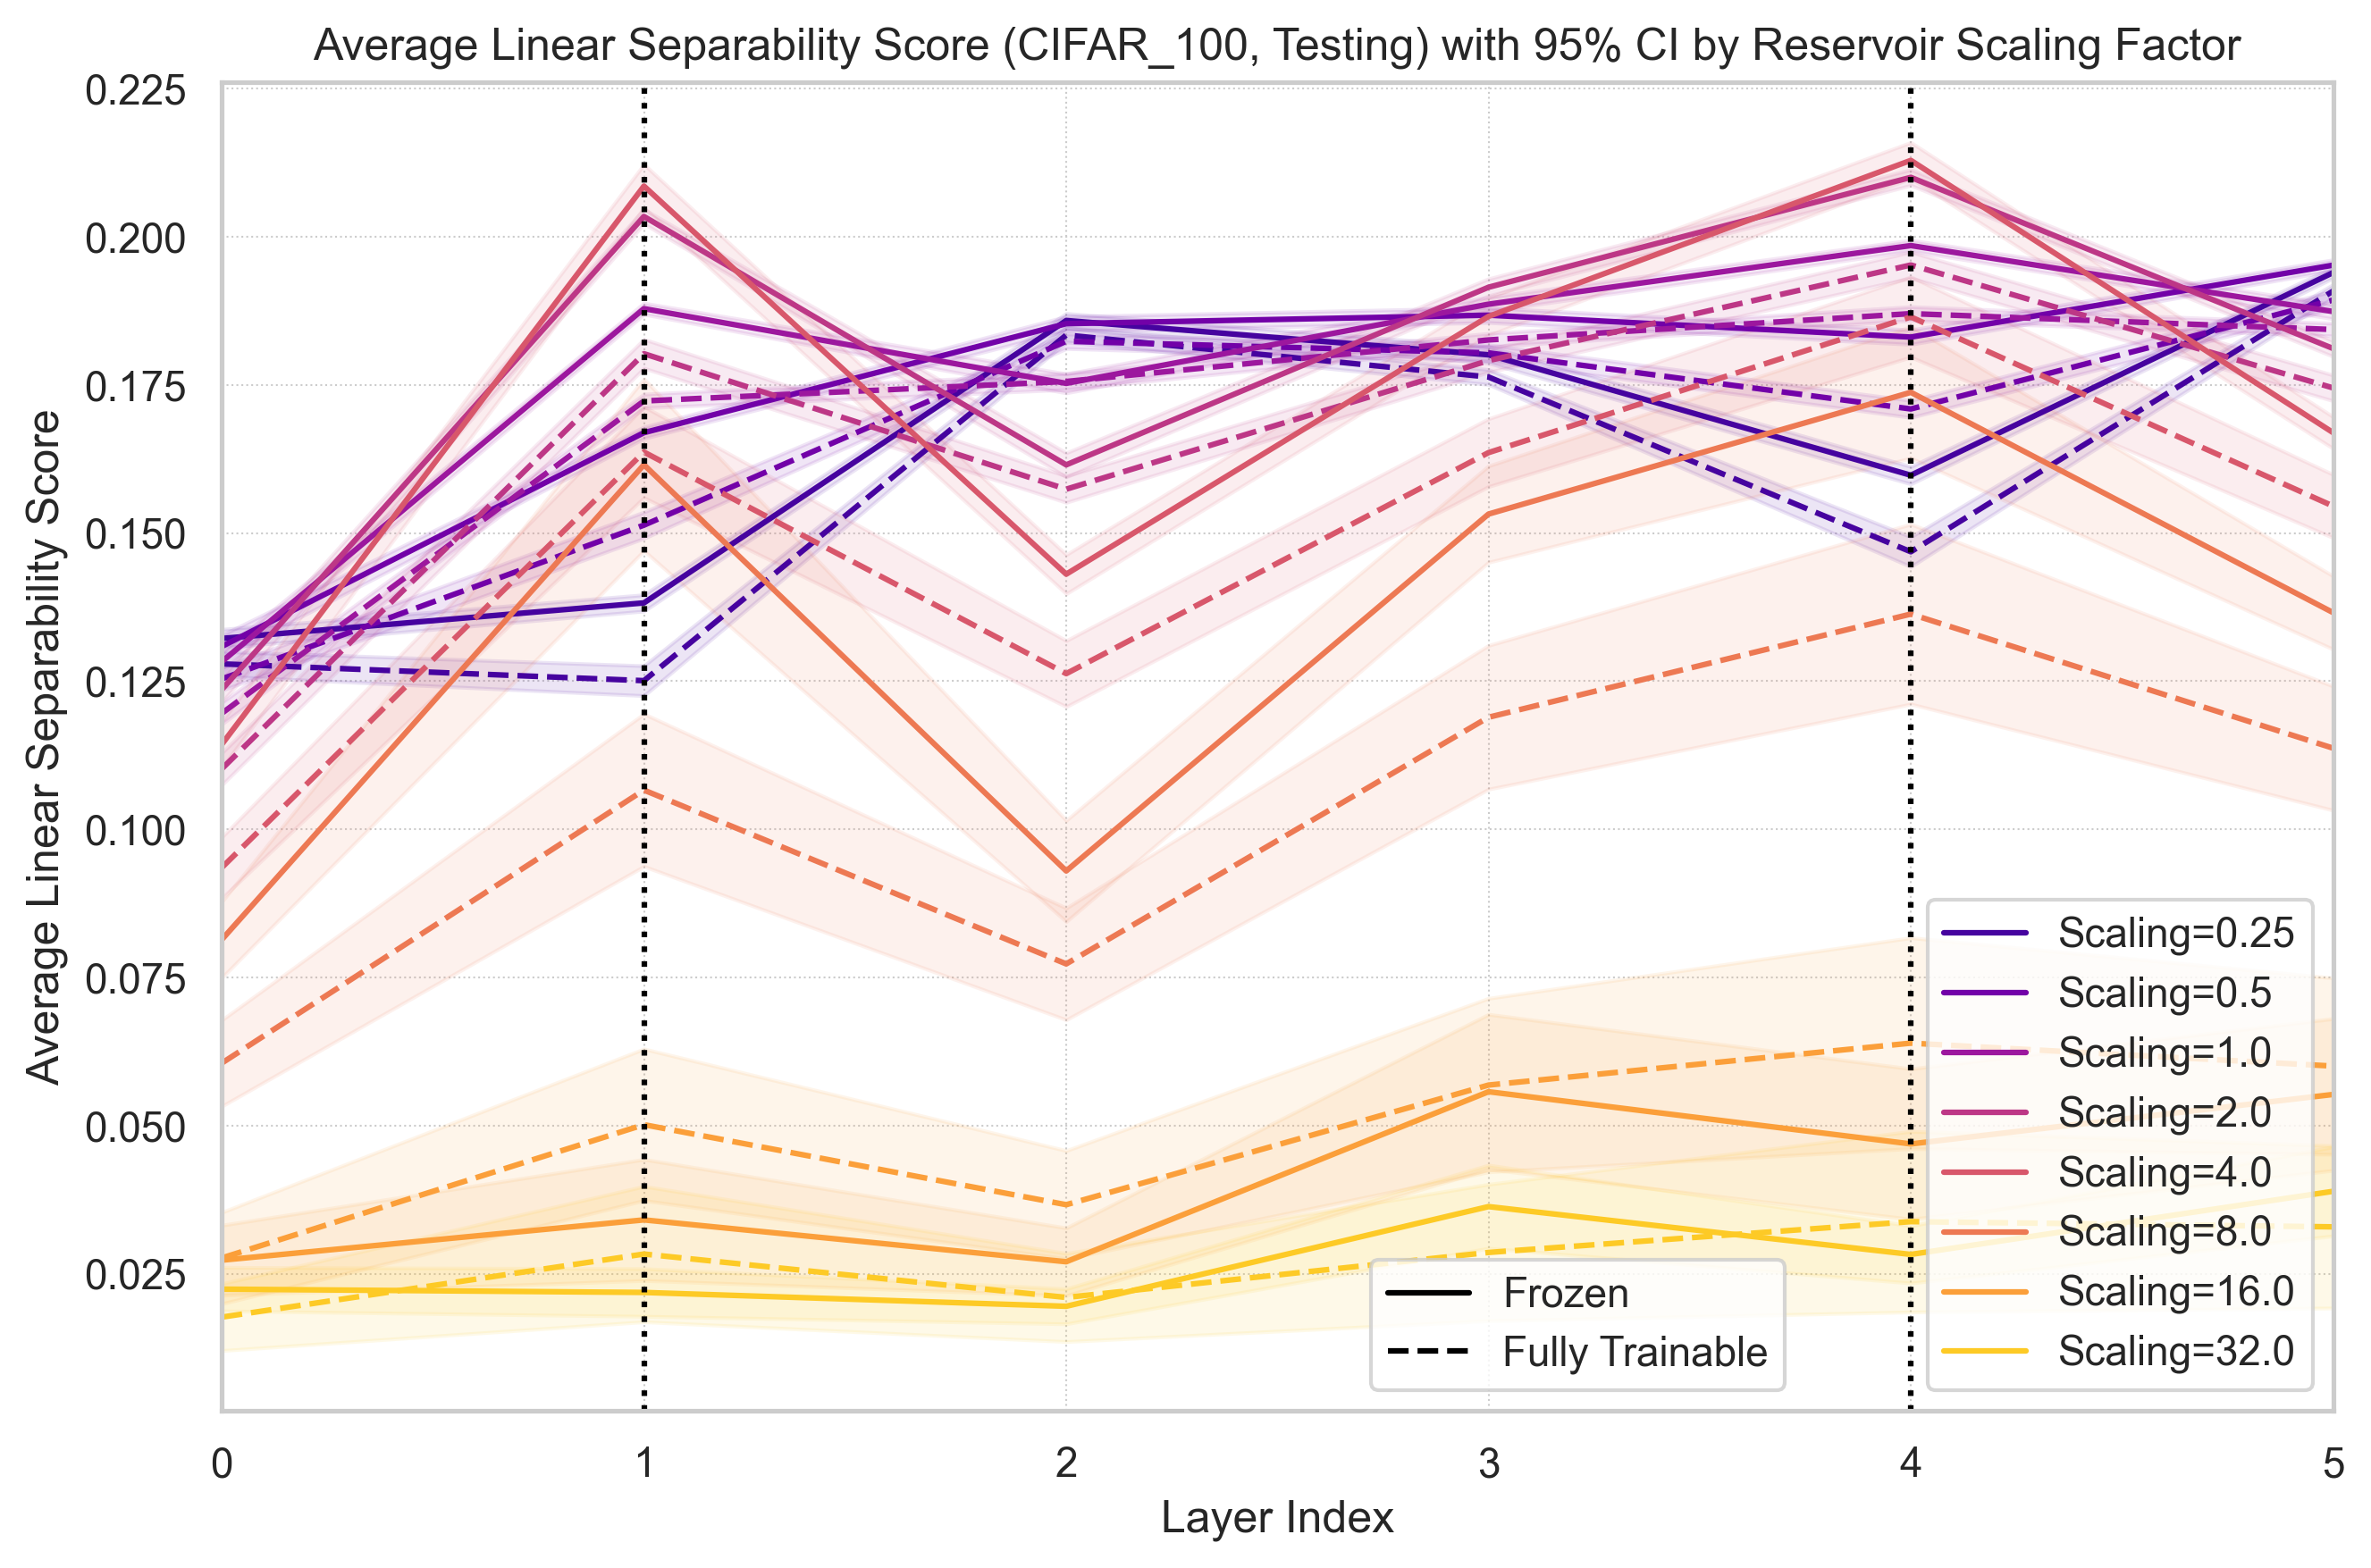 Average Linear Separability Score (CIFAR_100, Testing) with 95% CI by Reservoir Scaling Factor
Average Linear Separability Score
0.225
0.200
0.175
0.150
0.125
0.100
0.075
0.050
0.025
Scaling=0.25
Scaling=0.5
Scaling=1.0
Scaling=2.0
Scaling=4.0
Scaling=8.0
Scaling=16.0
Scaling=32.0
Frozen
Fully Trainable
0 1 2 3 4 5
Layer Index